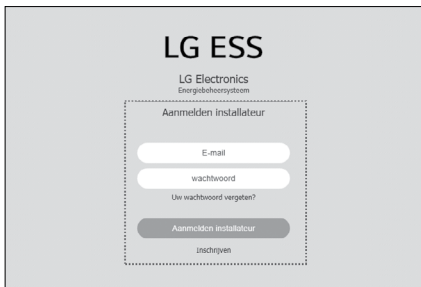 LG ESS
LG Electronics
Energiebeheersysteem
Aanmelden installateur
E-mail
wachtwoord
Uw wachtwoord vergeten?
Aanmelden installateur
Inschrijven